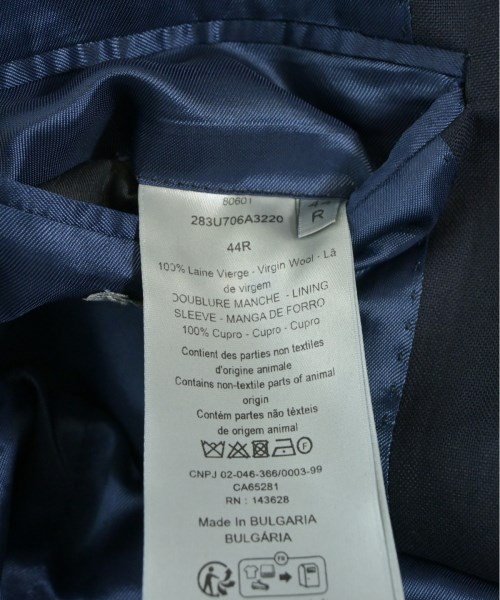 80601
283U706A3220
44R
R
100% Laine Vierge - Virgin Wool - Lã
de virgem
DOUBLURE MANCHE - LINING
SLEEVE - MANGA DE FORRO
100% Cupro - Cupro - Cupro
Contient des parties non textiles
d'origine animale
Contains non-textile parts of animal
origin
Contém partes não têxteis
de origem animal
F
CNPJ 02-046-366/0003-99
CA65281
RN : 143628
Made In BULGARIA
BULGÁRIA
FR